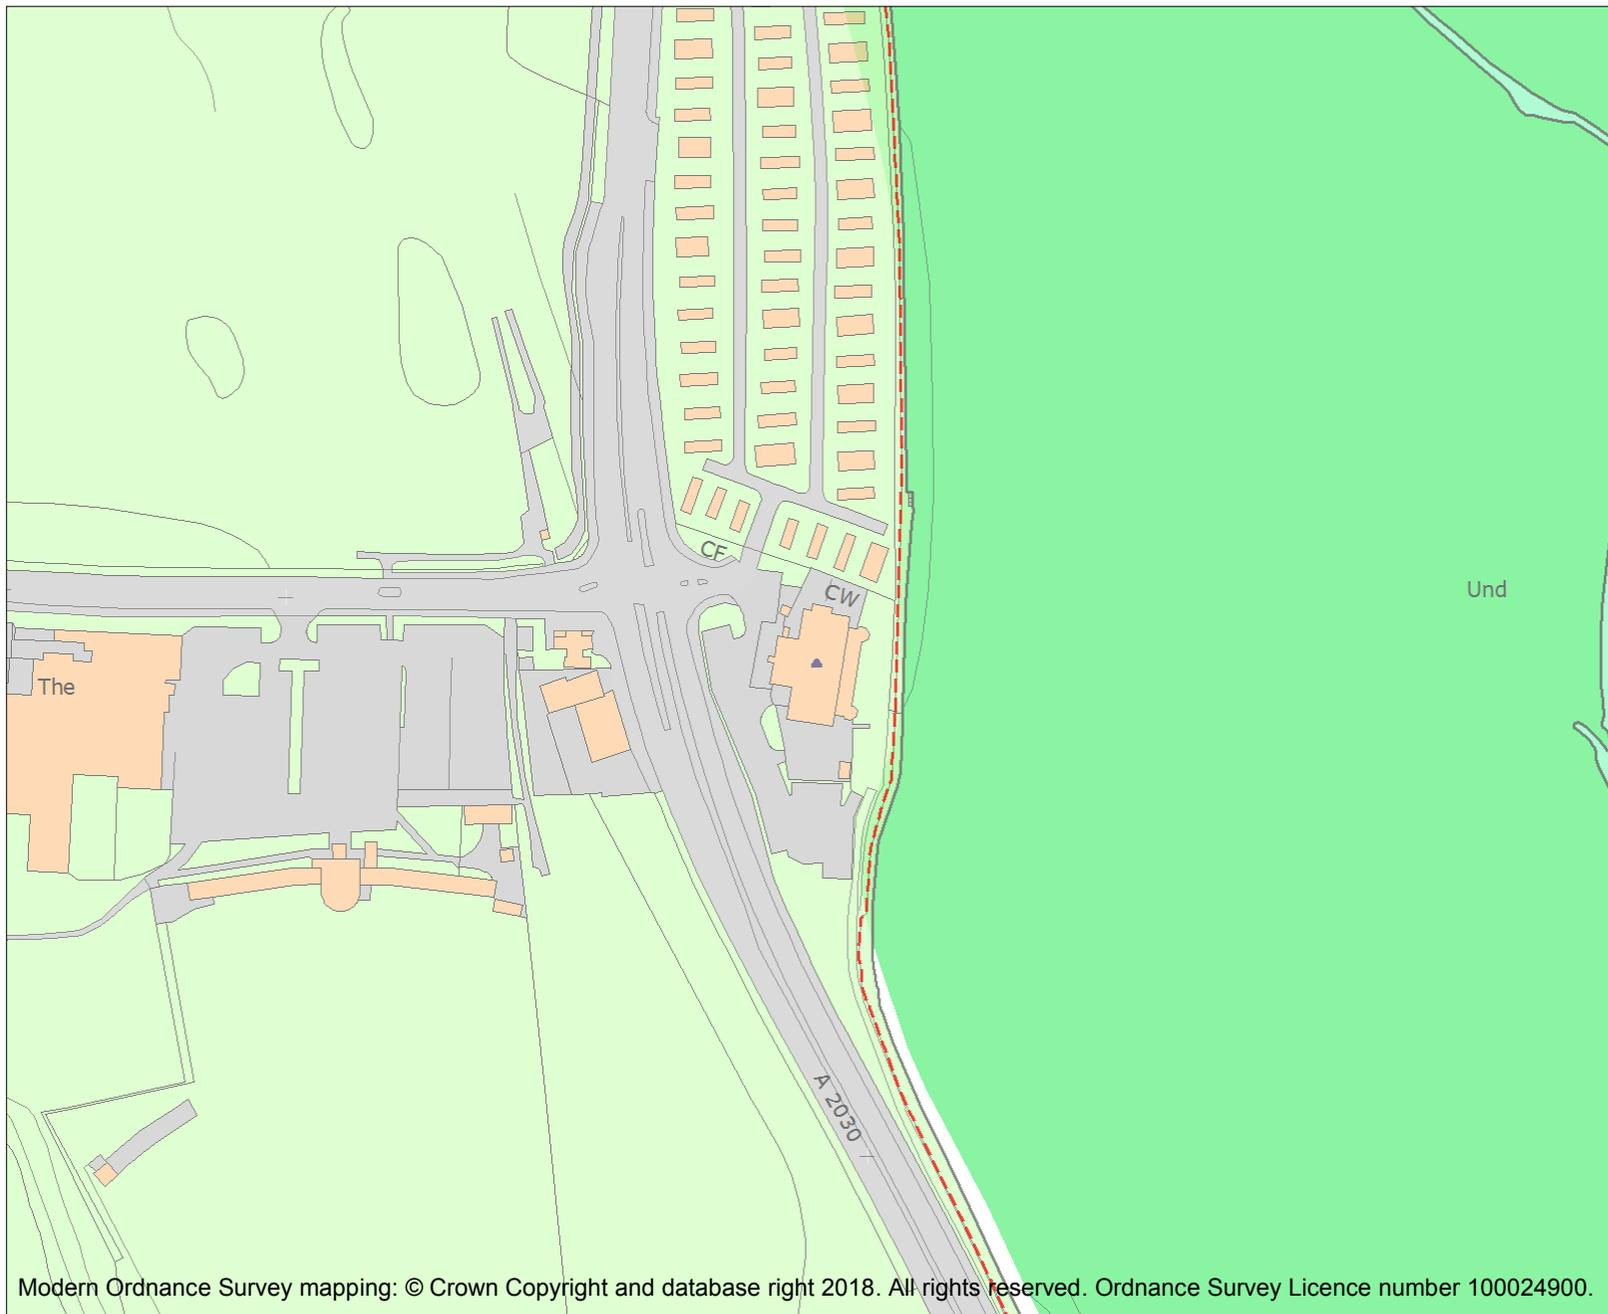 CF
Und
CW
The
A 2030
Modern Ordnance Survey mapping: © Crown Copyright and database right 2018. All rights reserved. Ordnance Survey Licence number 100024900.